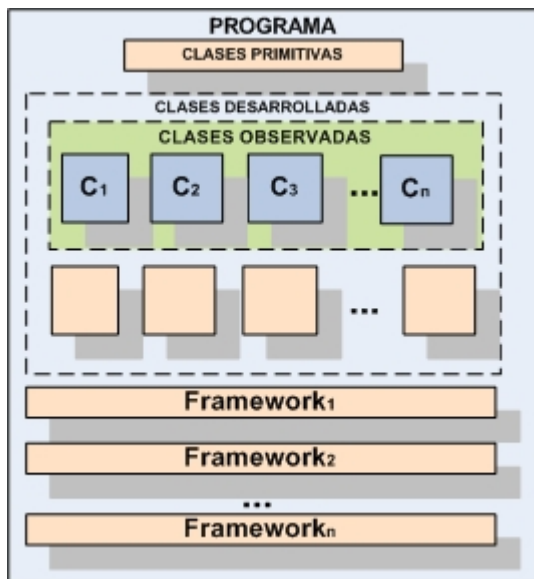 PROGRAMA
CLASES PRIMITIVAS
CLASES DESARROLLADAS
CLASES OBSERVADAS
C1 C2 C3 ... Cn
...
Framework1
Framework2
...
Frameworkn